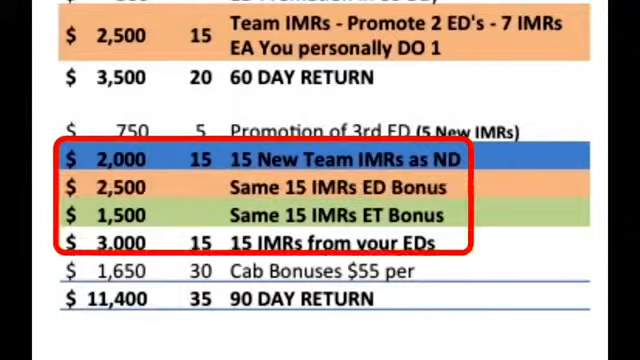 $ 2,500 15 Team IMRs - Promote 2 ED's - 7 IMRs
EA You personally DO 1
$ 3,500 20 60 DAY RETURN
$ 750 5 Promotion of 3rd ED (5 New IMRs)
$ 2,000 15 15 New Team IMRs as ND
$ 2,500 Same 15 IMRs ED Bonus
$ 1,500 Same 15 IMRs ET Bonus
$ 3,000 15 15 IMRs from your EDs
$ 1,650 30 Cab Bonuses $55 per
$ 11,400 35 90 DAY RETURN